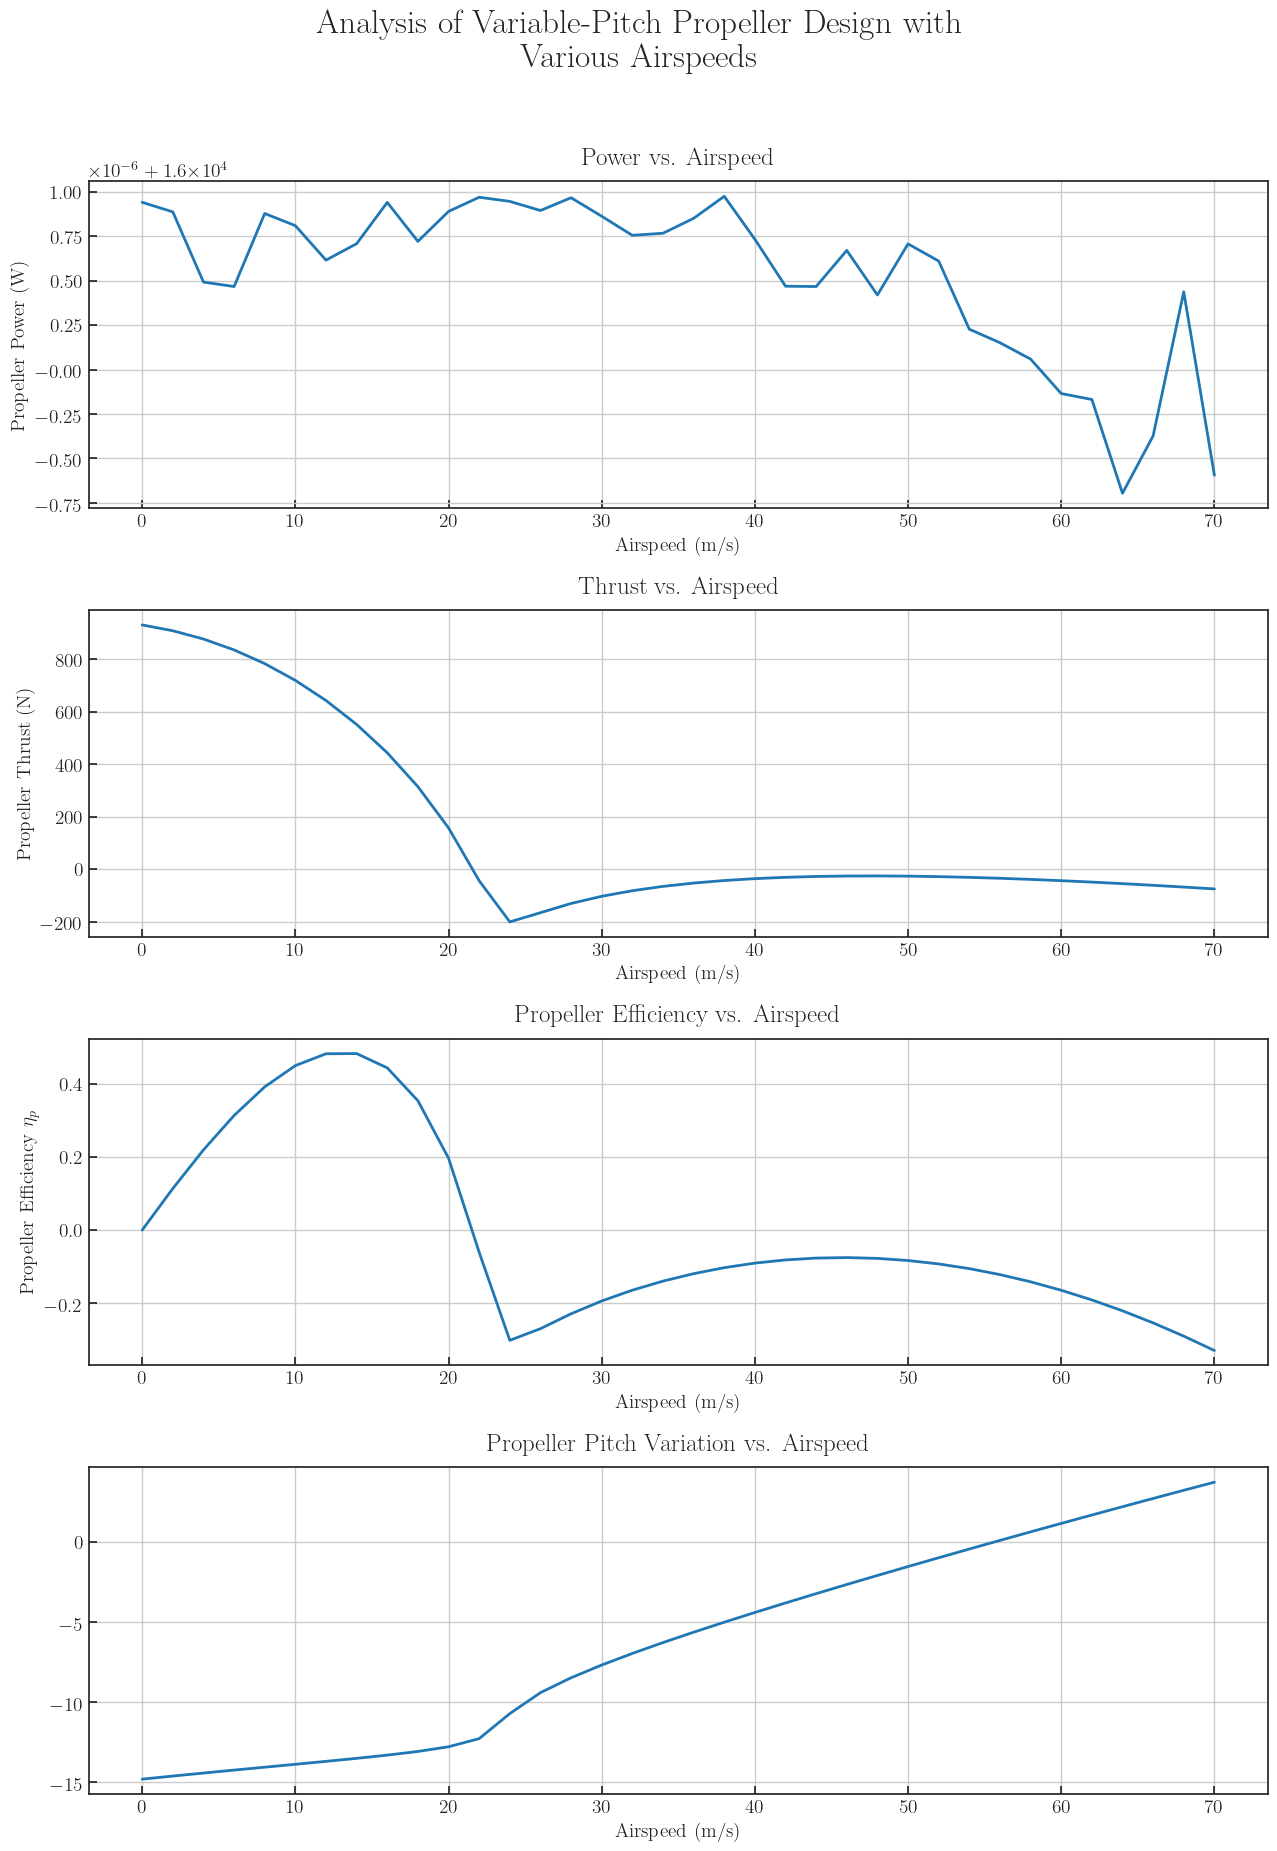 Analysis of Variable-Pitch Propeller Design with
Various Airspeeds
Power vs. Airspeed
×10⁻⁶ + 1.6×10⁴
1.00
0.75
0.50
0.25
−0.00
−0.25
−0.50
−0.75
Propeller Power (W)
0 10 20 30 40 50 60 70
Airspeed (m/s)
Thrust vs. Airspeed
800
600
400
200
0
−200
Propeller Thrust (N)
0 10 20 30 40 50 60 70
Airspeed (m/s)
Propeller Efficiency vs. Airspeed
0.4
0.2
0.0
−0.2
Propeller Efficiency ηₚ
0 10 20 30 40 50 60 70
Airspeed (m/s)
Propeller Pitch Variation vs. Airspeed
0
−5
−10
−15
0 10 20 30 40 50 60 70
Airspeed (m/s)